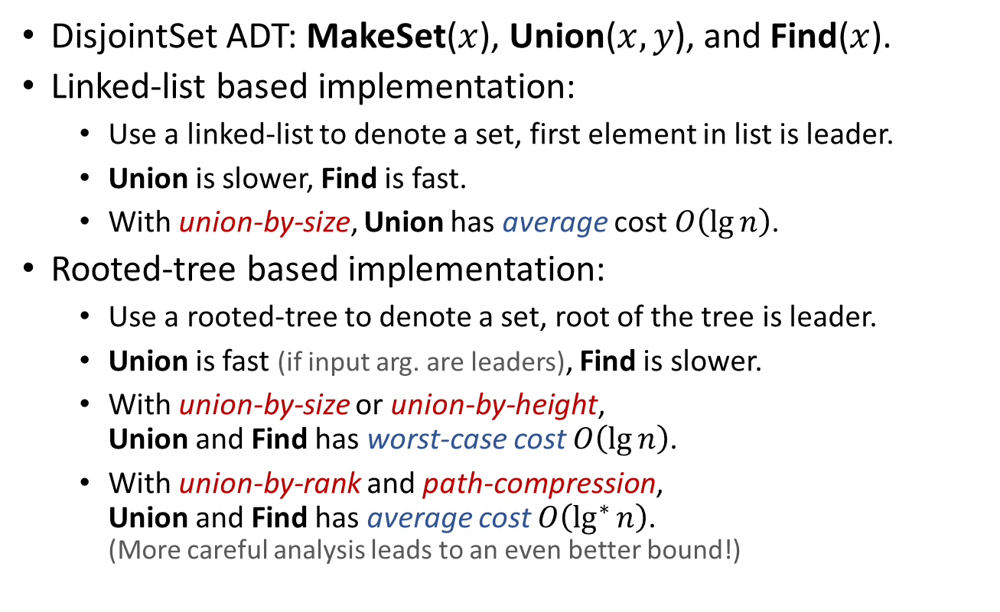 • DisjointSet ADT: MakeSet(𝑥), Union(𝑥, 𝑦), and Find(𝑥).
• Linked-list based implementation:
• Use a linked-list to denote a set, first element in list is leader.
• Union is slower, Find is fast.
• With union-by-size, Union has average cost 𝑂(lg 𝑛).
• Rooted-tree based implementation:
• Use a rooted-tree to denote a set, root of the tree is leader.
• Union is fast (if input arg. are leaders), Find is slower.
• With union-by-size or union-by-height,
Union and Find has worst-case cost 𝑂(lg 𝑛).
• With union-by-rank and path-compression,
Union and Find has average cost 𝑂(lg* 𝑛).
(More careful analysis leads to an even better bound!)